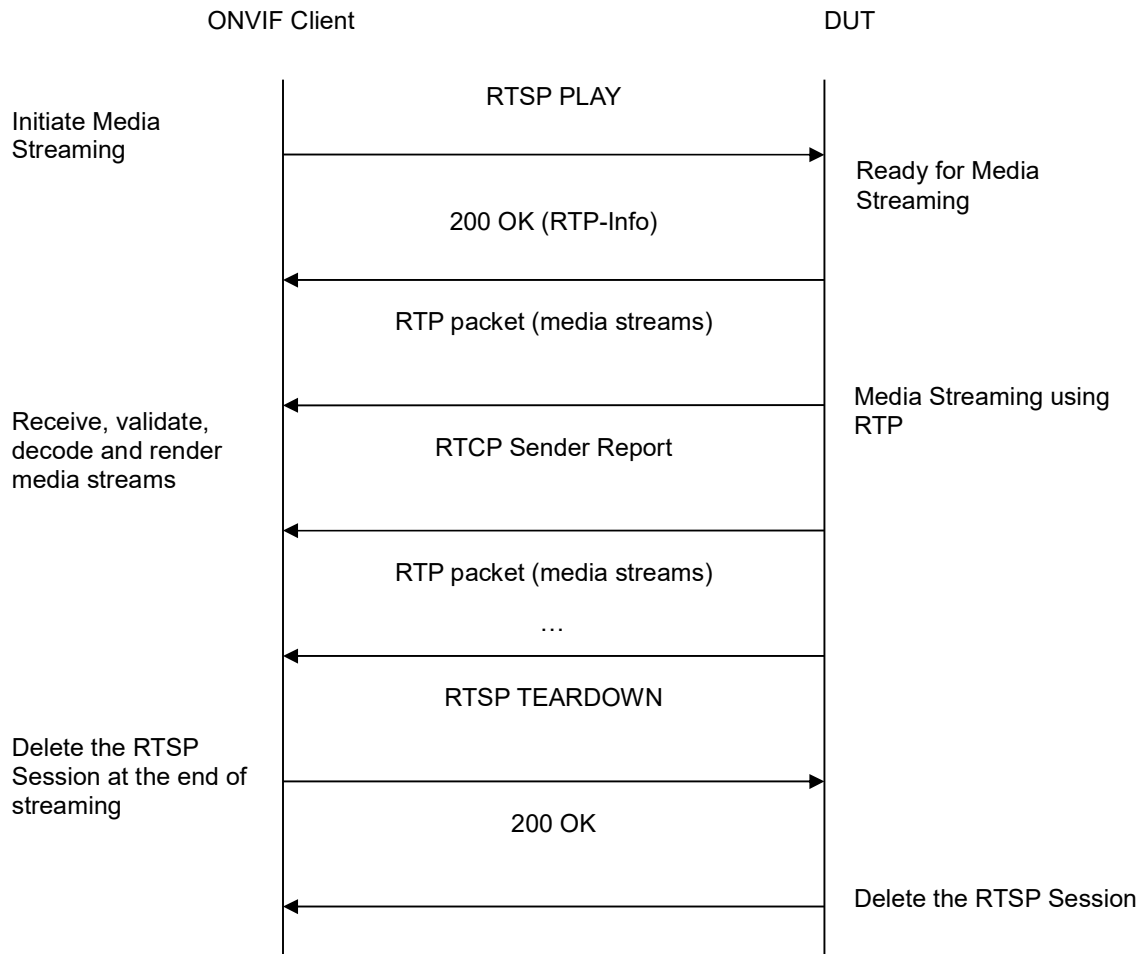 ONVIF Client DUT
RTSP PLAY
Initiate Media
Streaming
Ready for Media
Streaming
200 OK (RTP-Info)
RTP packet (media streams)
Media Streaming using
RTP
Receive, validate,
decode and render
media streams
RTCP Sender Report
RTP packet (media streams)
…
RTSP TEARDOWN
Delete the RTSP
Session at the end of
streaming
200 OK
Delete the RTSP Session